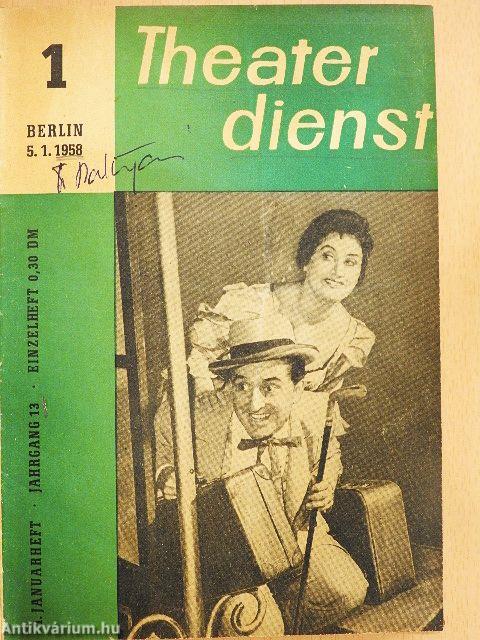 1
BERLIN
5. 1. 1958
Theater
dienst
JANUARHEFT · JAHRGANG 13 · EINZELHEFT 0,30 DM
Antikvárium.hu